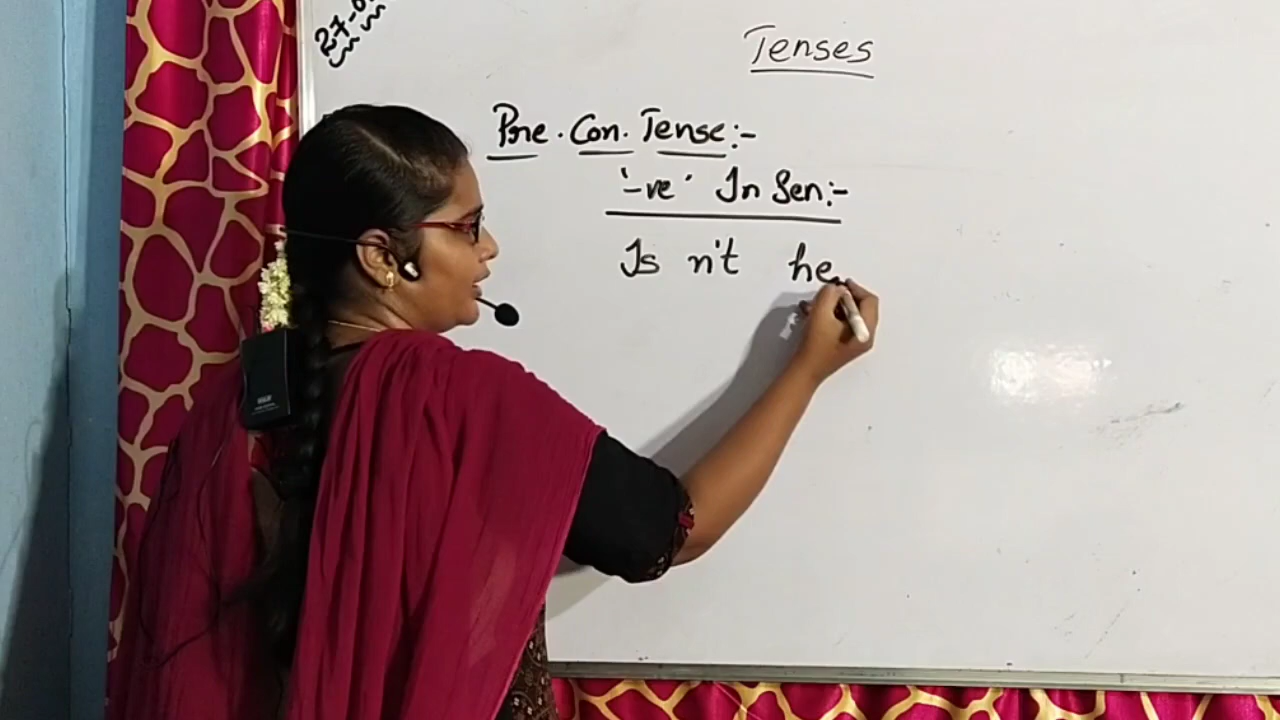 Tenses
Pre. Con. Tense:-
'-ve' In Sen:-
Is n't he